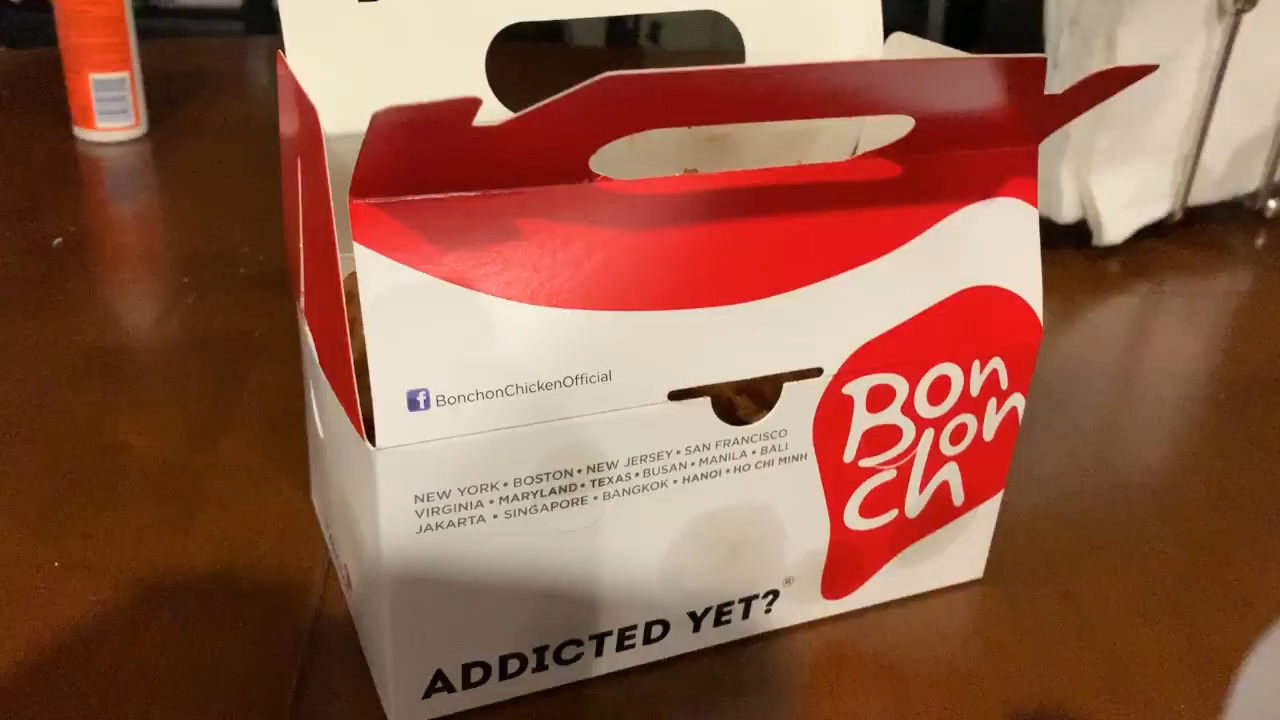 f BonchonChickenOfficial
NEW YORK • BOSTON • NEW JERSEY • SAN FRANCISCO
VIRGINIA • MARYLAND • TEXAS • BUSAN • MANILA • BALI
JAKARTA • SINGAPORE • BANGKOK • HANOI • HO CHI MINH
BON
CHON
ADDICTED YET?®